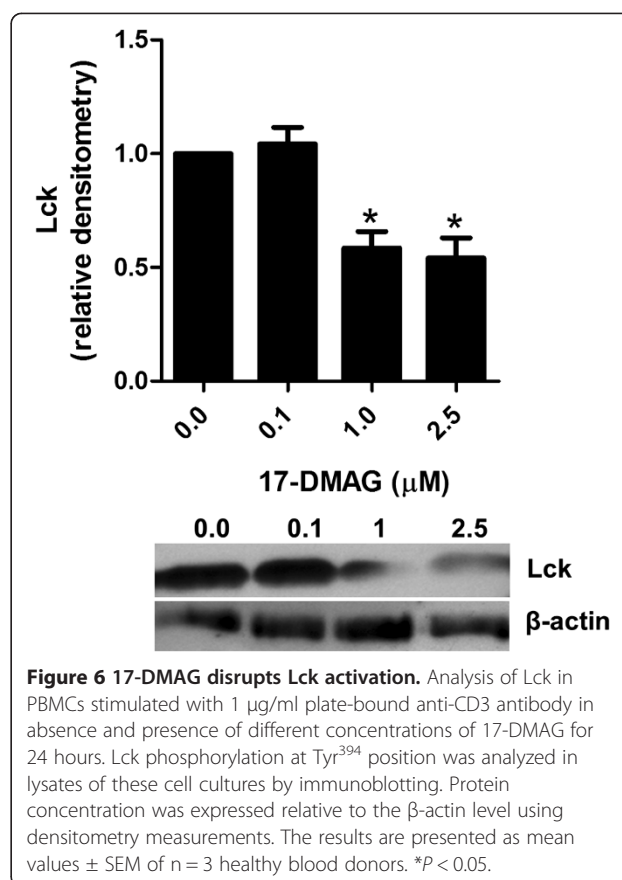 1.5
1.0
0.5
0.0
Lck
(relative densitometry)
* *
0.0 0.1 1.0 2.5
17-DMAG (μM)
0.0 0.1 1 2.5
Lck
β-actin
Figure 6 17-DMAG disrupts Lck activation. Analysis of Lck in
PBMCs stimulated with 1 μg/ml plate-bound anti-CD3 antibody in
absence and presence of different concentrations of 17-DMAG for
24 hours. Lck phosphorylation at Tyr³⁹⁴ position was analyzed in
lysates of these cell cultures by immunoblotting. Protein
concentration was expressed relative to the β-actin level using
densitometry measurements. The results are presented as mean
values ± SEM of n = 3 healthy blood donors. *P < 0.05.